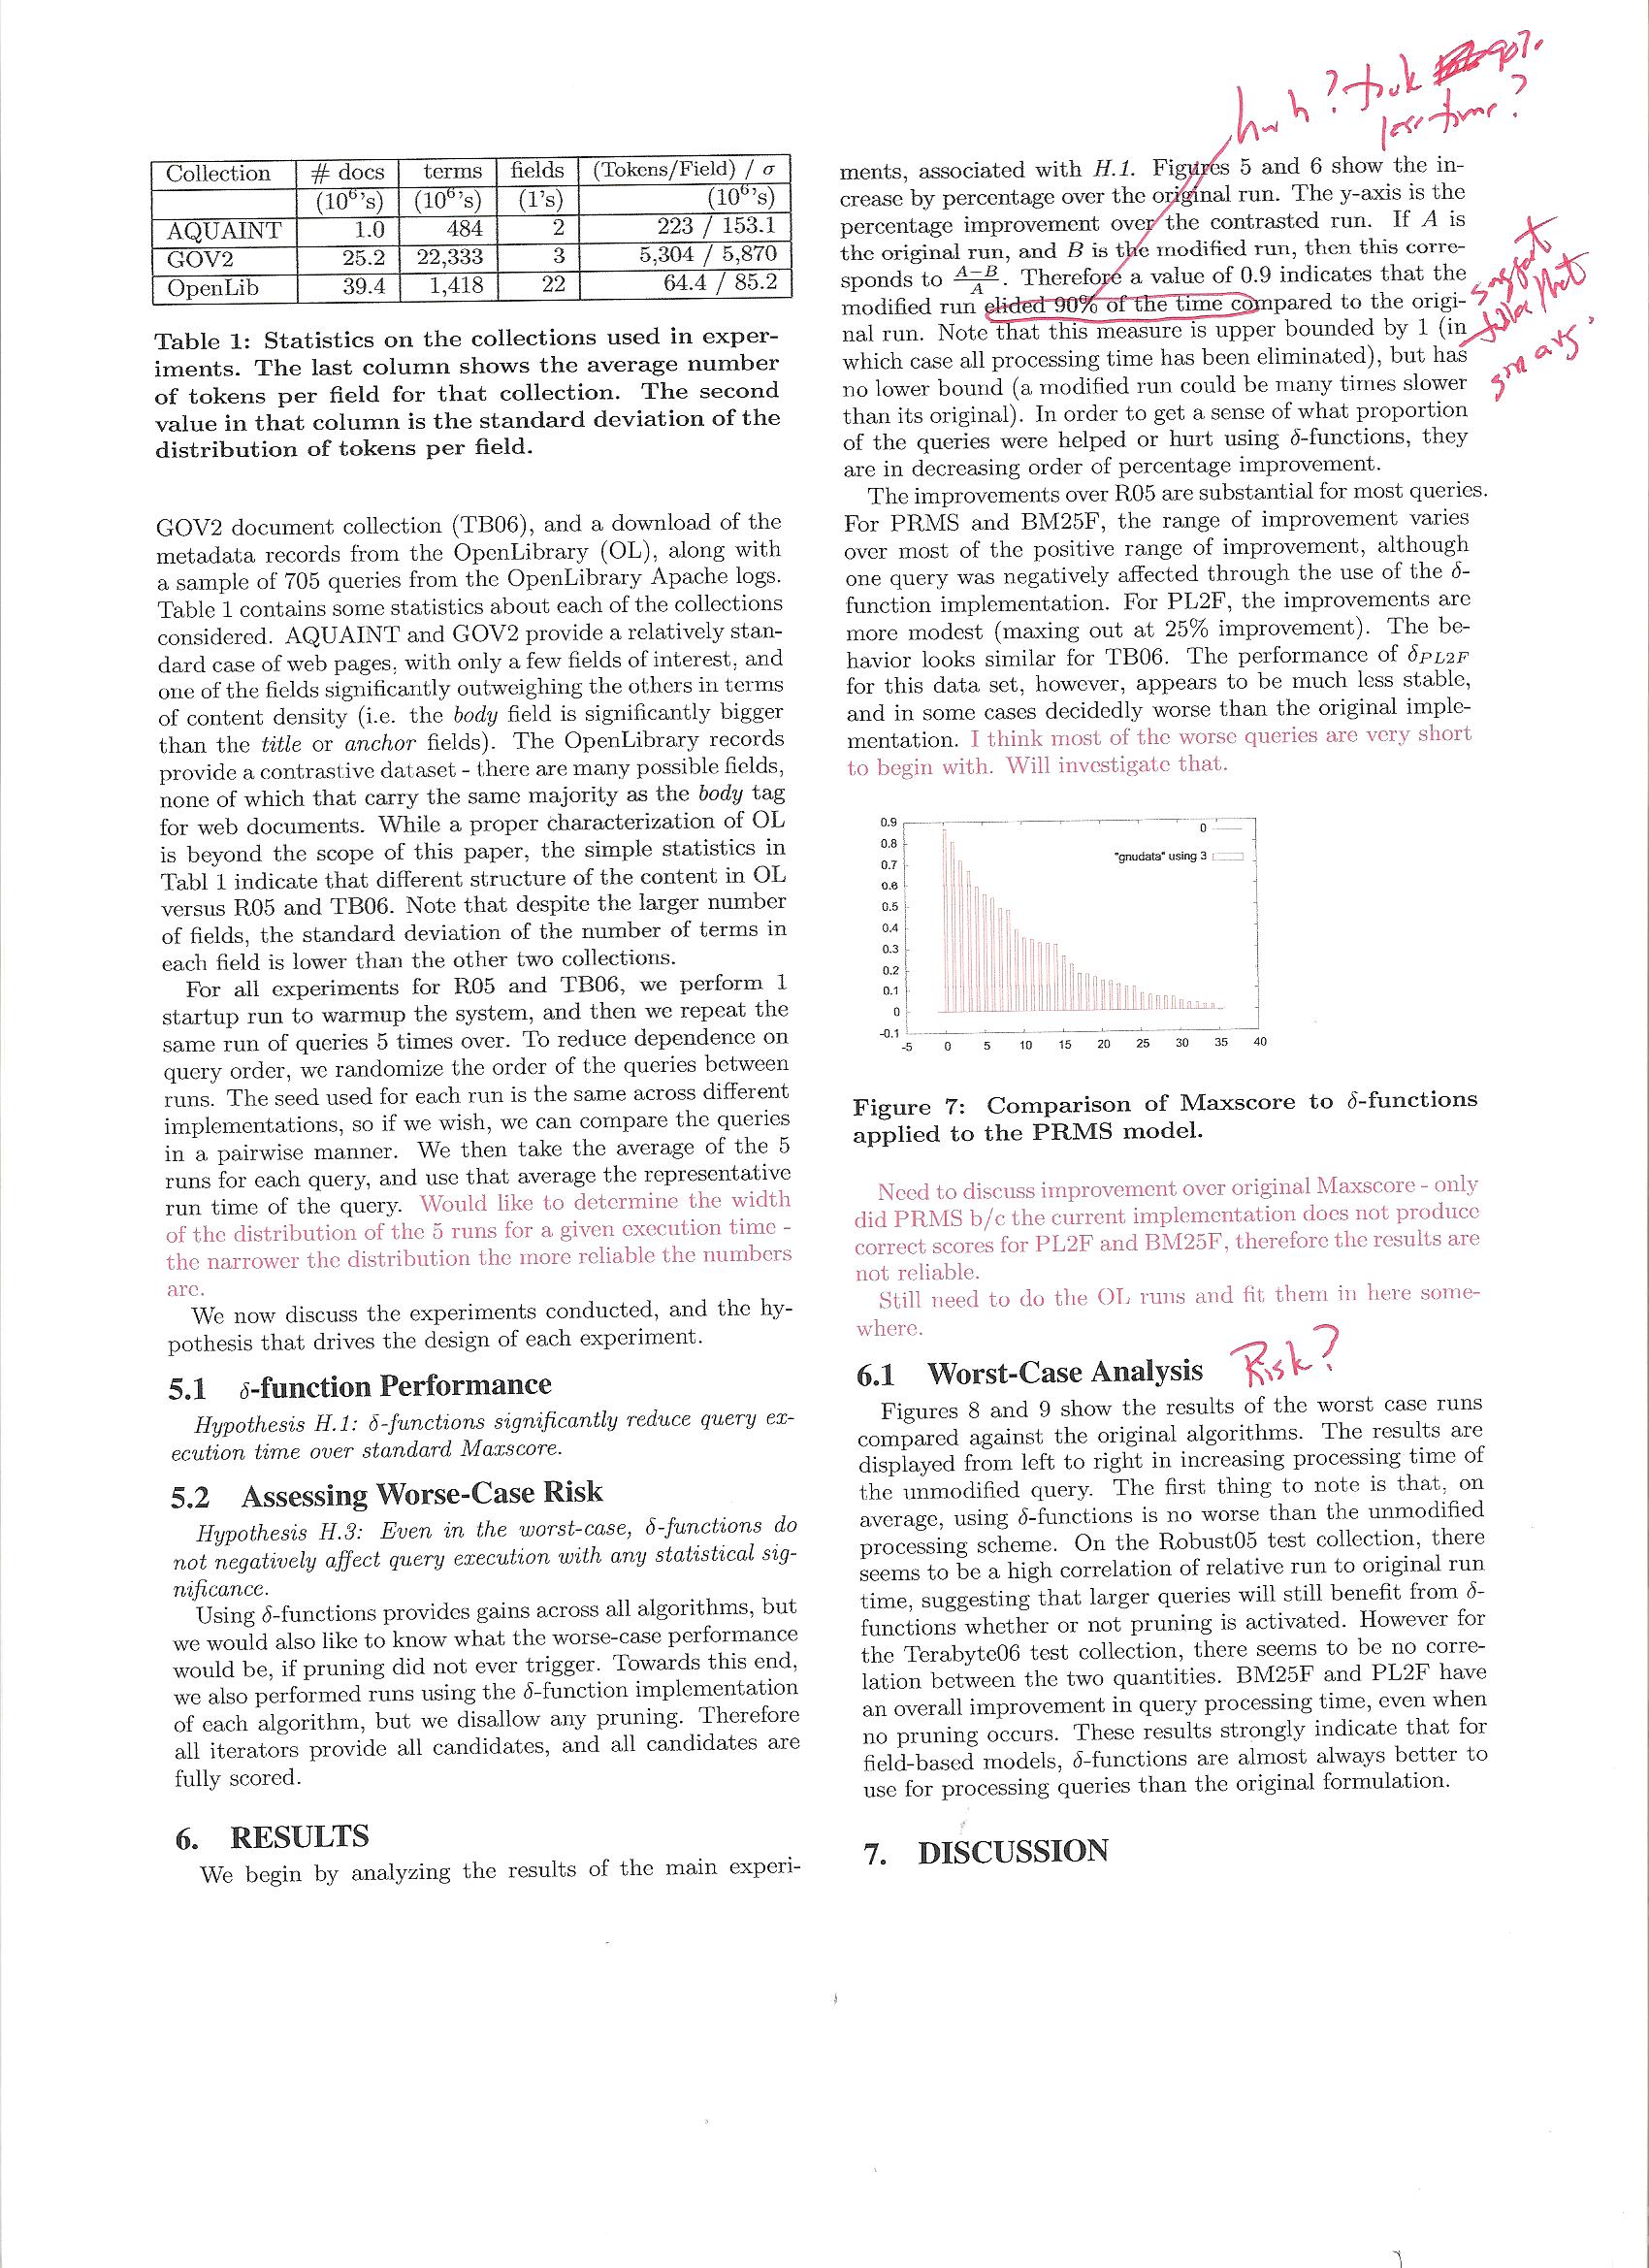 huh? took 90%
less time?
Collection # docs terms fields (Tokens/Field) / σ
(10⁶'s) (10⁶'s) (1's) (10⁶'s)
AQUAINT 1.0 484 2 223 / 153.1
GOV2 25.2 22,333 3 5,304 / 5,870
OpenLib 39.4 1,418 22 64.4 / 85.2
Table 1: Statistics on the collections used in exper-
iments. The last column shows the average number
of tokens per field for that collection. The second
value in that column is the standard deviation of the
distribution of tokens per field.
GOV2 document collection (TB06), and a download of the
metadata records from the OpenLibrary (OL), along with
a sample of 705 queries from the OpenLibrary Apache logs.
Table 1 contains some statistics about each of the collections
considered. AQUAINT and GOV2 provide a relatively stan-
dard case of web pages, with only a few fields of interest, and
one of the fields significantly outweighing the others in terms
of content density (i.e. the body field is significantly bigger
than the title or anchor fields). The OpenLibrary records
provide a contrastive dataset - there are many possible fields,
none of which that carry the same majority as the body tag
for web documents. While a proper characterization of OL
is beyond the scope of this paper, the simple statistics in
Tabl 1 indicate that different structure of the content in OL
versus R05 and TB06. Note that despite the larger number
of fields, the standard deviation of the number of terms in
each field is lower than the other two collections.
For all experiments for R05 and TB06, we perform 1
startup run to warmup the system, and then we repeat the
same run of queries 5 times over. To reduce dependence on
query order, we randomize the order of the queries between
runs. The seed used for each run is the same across different
implementations, so if we wish, we can compare the queries
in a pairwise manner. We then take the average of the 5
runs for each query, and use that average the representative
run time of the query. Would like to determine the width
of the distribution of the 5 runs for a given execution time -
the narrower the distribution the more reliable the numbers
are.
We now discuss the experiments conducted, and the hy-
pothesis that drives the design of each experiment.
5.1 δ-function Performance
Hypothesis H.1: δ-functions significantly reduce query ex-
ecution time over standard Maxscore.
5.2 Assessing Worse-Case Risk
Hypothesis H.3: Even in the worst-case, δ-functions do
not negatively affect query execution with any statistical sig-
nificance.
Using δ-functions provides gains across all algorithms, but
we would also like to know what the worse-case performance
would be, if pruning did not ever trigger. Towards this end,
we also performed runs using the δ-function implementation
of each algorithm, but we disallow any pruning. Therefore
all iterators provide all candidates, and all candidates are
fully scored.
6. RESULTS
We begin by analyzing the results of the main experi-
ments, associated with H.1. Figures 5 and 6 show the in-
crease by percentage over the original run. The y-axis is the
percentage improvement over the contrasted run. If A is
the original run, and B is the modified run, then this corre-
sponds to (A−B)/A. Therefore a value of 0.9 indicates that the
modified run elided 90% of the time compared to the origi-
nal run. Note that this measure is upper bounded by 1 (in
which case all processing time has been eliminated), but has
no lower bound (a modified run could be many times slower
than its original). In order to get a sense of what proportion
of the queries were helped or hurt using δ-functions, they
are in decreasing order of percentage improvement.
The improvements over R05 are substantial for most queries.
For PRMS and BM25F, the range of improvement varies
over most of the positive range of improvement, although
one query was negatively affected through the use of the δ-
function implementation. For PL2F, the improvements are
more modest (maxing out at 25% improvement). The be-
havior looks similar for TB06. The performance of δPL2F
for this data set, however, appears to be much less stable,
and in some cases decidedly worse than the original imple-
mentation. I think most of the worse queries are very short
to begin with. Will investigate that.
0.9
0.8
0.7
0.6
0.5
0.4
0.3
0.2
0.1
0
-0.1
-5 0 5 10 15 20 25 30 35 40
0
"gnudata" using 3
Figure 7: Comparison of Maxscore to δ-functions
applied to the PRMS model.
Need to discuss improvement over original Maxscore - only
did PRMS b/c the current implementation does not produce
correct scores for PL2F and BM25F, therefore the results are
not reliable.
Still need to do the OL runs and fit them in here some-
where.
6.1 Worst-Case Analysis
Risk?
Figures 8 and 9 show the results of the worst case runs
compared against the original algorithms. The results are
displayed from left to right in increasing processing time of
the unmodified query. The first thing to note is that, on
average, using δ-functions is no worse than the unmodified
processing scheme. On the Robust05 test collection, there
seems to be a high correlation of relative run to original run
time, suggesting that larger queries will still benefit from δ-
functions whether or not pruning is activated. However for
the Terabyte06 test collection, there seems to be no corre-
lation between the two quantities. BM25F and PL2F have
an overall improvement in query processing time, even when
no pruning occurs. These results strongly indicate that for
field-based models, δ-functions are almost always better to
use for processing queries than the original formulation.
7. DISCUSSION